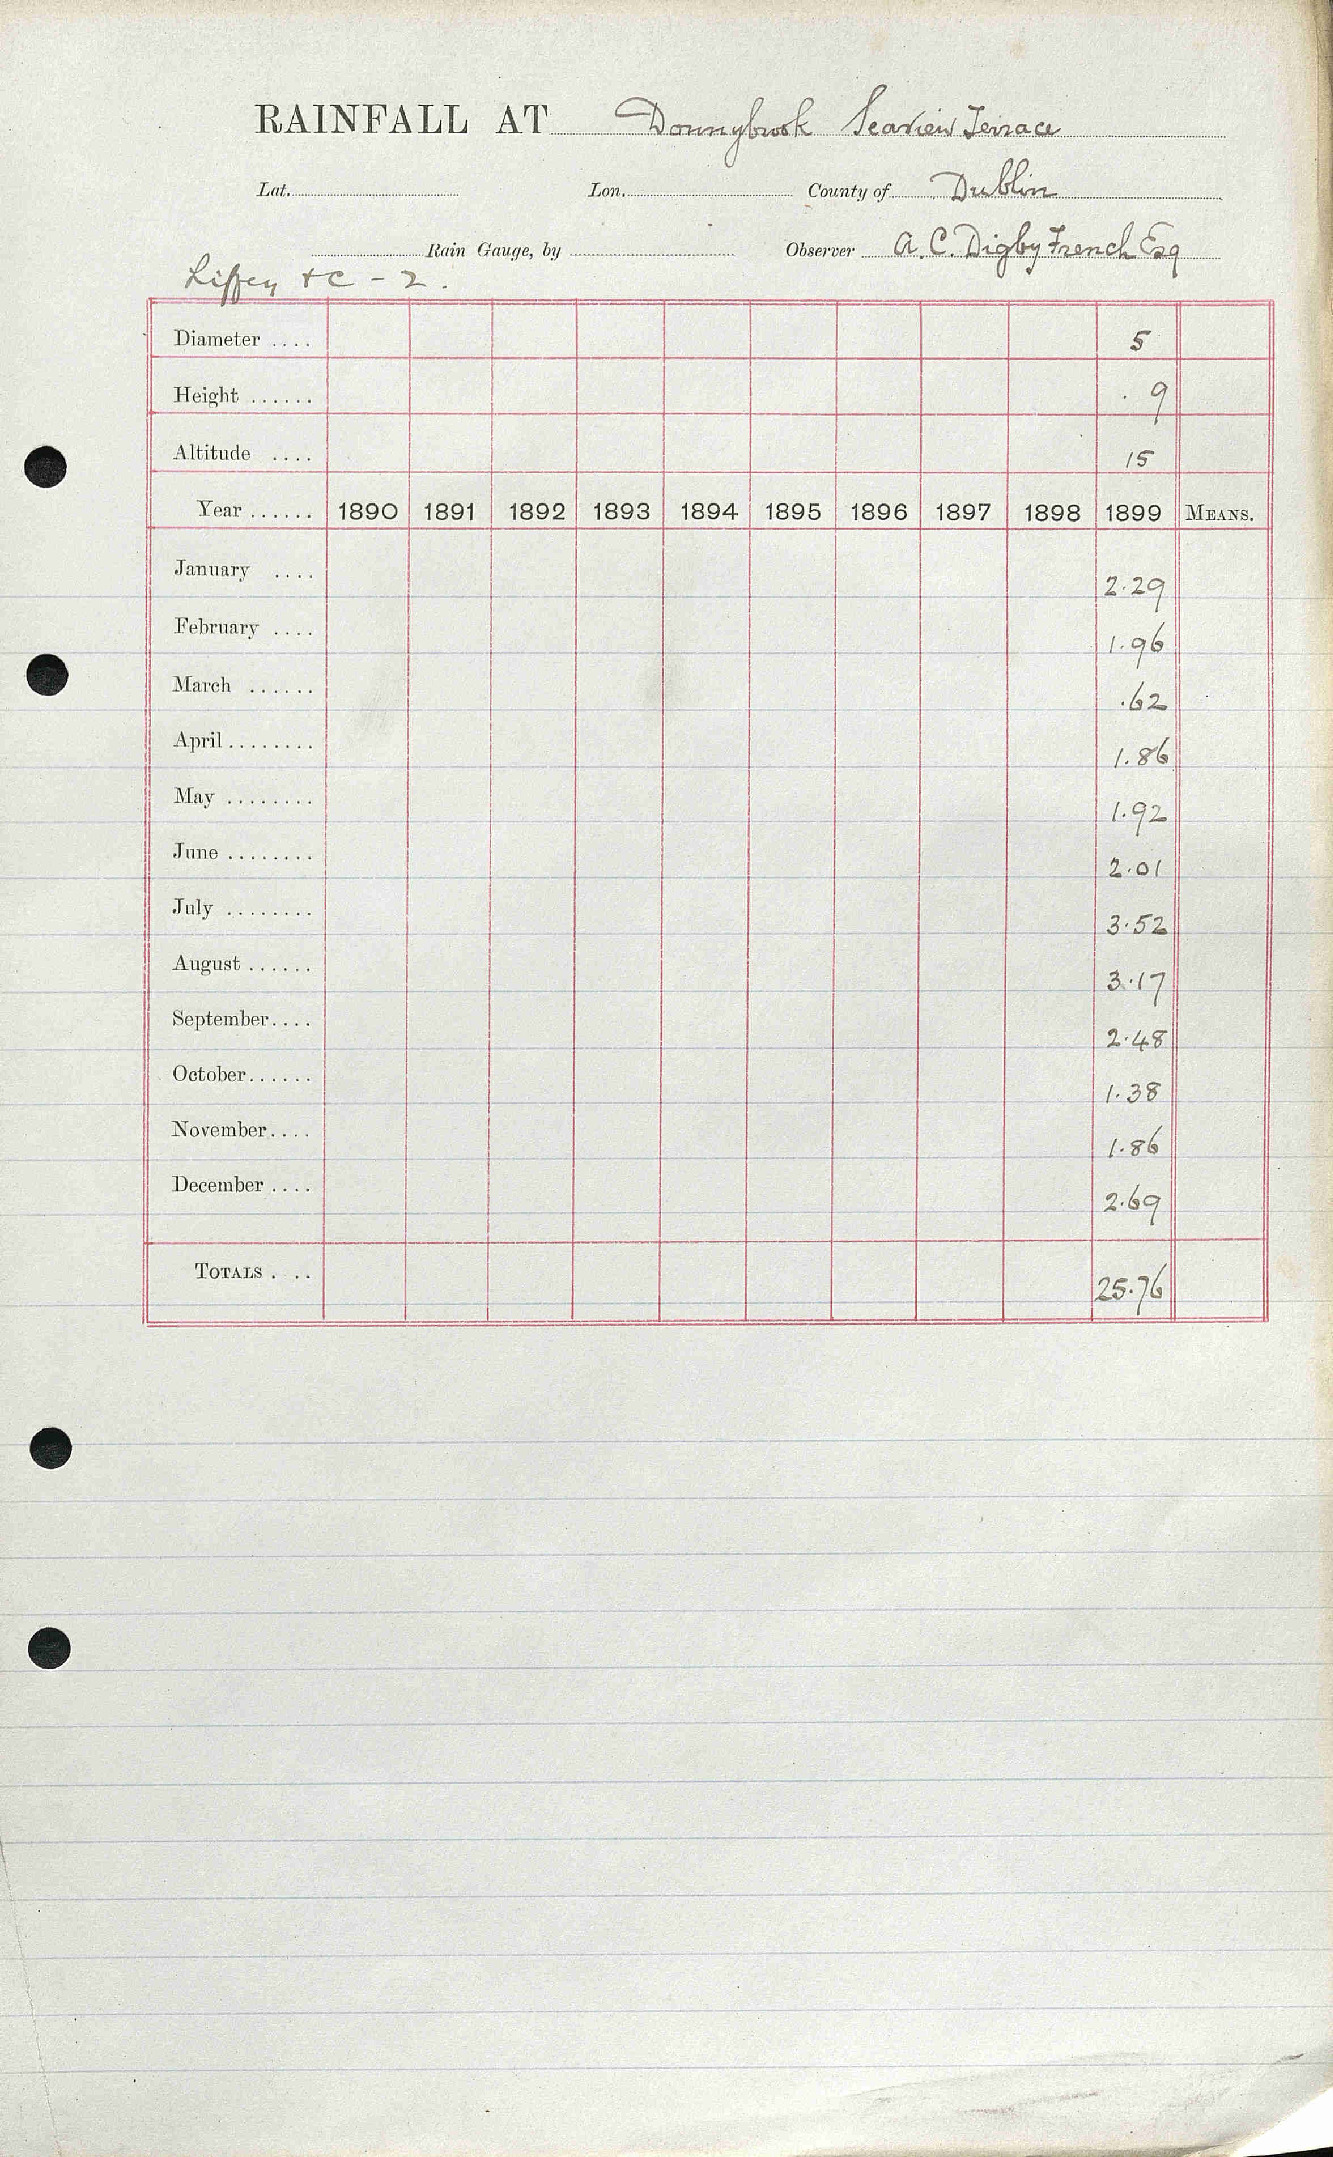 RAINFALL AT Donnybrook Seaview Terrace
Lat. Lon. County of Dublin
Rain Gauge, by Observer A. C. Digby French Esq
Liffey &c - 2.
Diameter .... 5
Height ...... 9
Altitude .... 15
Year ...... 1890 1891 1892 1893 1894 1895 1896 1897 1898 1899 MEANS.
January .... 2.29
February .... 1.96
March ...... .62
April ........ 1.86
May ........ 1.92
June ........ 2.01
July ........ 3.52
August ...... 3.17
September.... 2.48
October...... 1.38
November.... 1.86
December .... 2.69
TOTALS . .. 25.76